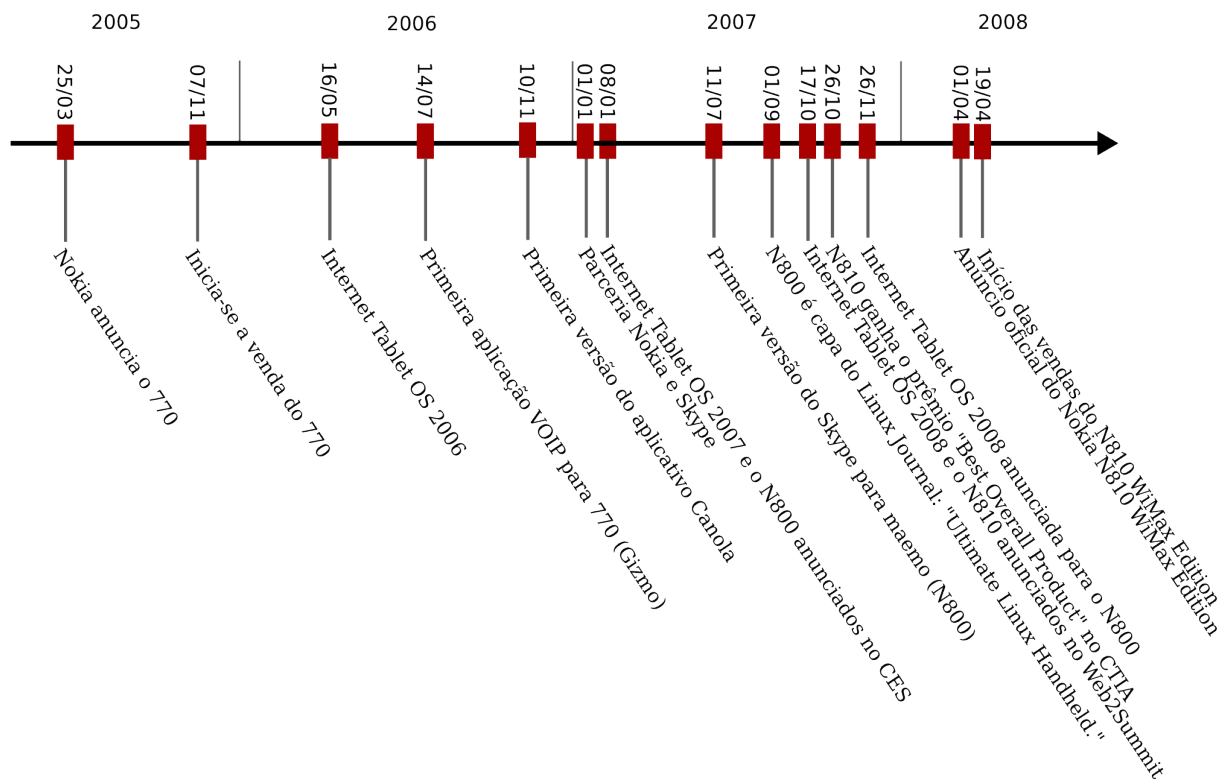 2005
2006
2007
2008
25/03
07/11
16/05
14/07
10/11
01/01
08/01
11/07
01/09
17/10
26/10
26/11
01/04
19/04
Nokia anuncia o 770
Inicia-se a venda do 770
Internet Tablet OS 2006
Primeira aplicação VOIP para 770 (Gizmo)
Primeira versão do aplicativo Canola
Parceria Nokia e Skype
Internet Tablet OS 2007 e o N800 anunciados no CES
Primeira versão do Skype para maemo (N800)
N800 é capa do Linux Journal: "Ultimate Linux Handheld."
Internet Tablet OS 2008 e o N810 anunciados no Web2Summit
N810 ganha o prêmio "Best Overall Product" no CTIA
Internet Tablet OS 2008 anunciada para o N800
Anúncio oficial do Nokia N810 WiMax Edition
Início das vendas do N810 WiMax Edition